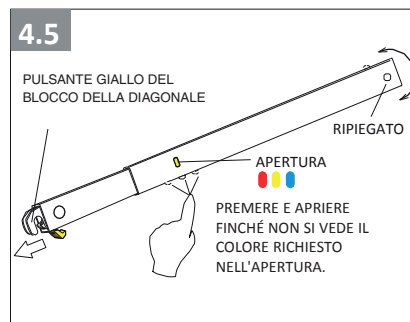 4.5
PULSANTE GIALLO DEL
BLOCCO DELLA DIAGONALE
RIPIEGATO
APERTURA
PREMERE E APRIERE
FINCHÉ NON SI VEDE IL
COLORE RICHIESTO
NELL'APERTURA.